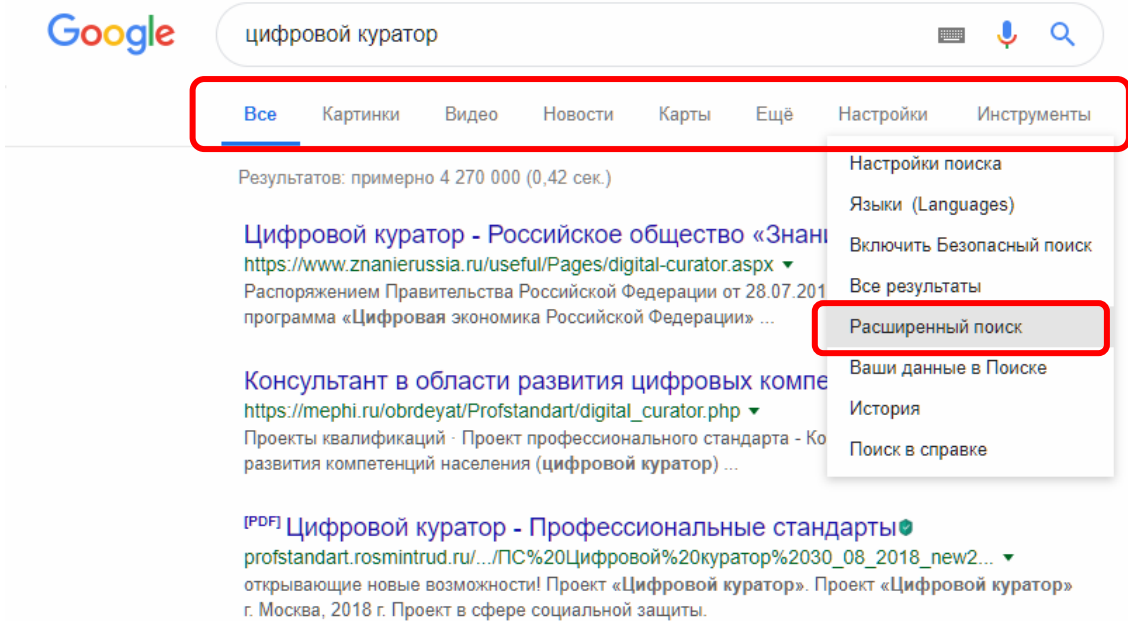 Google
цифровой куратор
Все Картинки Видео Новости Карты Ещё Настройки Инструменты
Результатов: примерно 4 270 000 (0,42 сек.)
Настройки поиска
Языки (Languages)
Включить Безопасный поиск
Все результаты
Расширенный поиск
Ваши данные в Поиске
История
Поиск в справке
Цифровой куратор - Российское общество «Знани
https://www.znanierussia.ru/useful/Pages/digital-curator.aspx
Распоряжением Правительства Российской Федерации от 28.07.201
программа «Цифровая экономика Российской Федерации» ...
Консультант в области развития цифровых компе
https://mephi.ru/obrdeyat/Profstandart/digital_curator.php
Проекты квалификаций · Проект профессионального стандарта - Ко
развития компетенций населения (цифровой куратор) ...
[PDF] Цифровой куратор - Профессиональные стандарты
profstandart.rosmintrud.ru/.../ПС%20Цифровой%20куратор%2030_08_2018_new2...
открывающие новые возможности! Проект «Цифровой куратор». Проект «Цифровой куратор»
г. Москва, 2018 г. Проект в сфере социальной защиты.